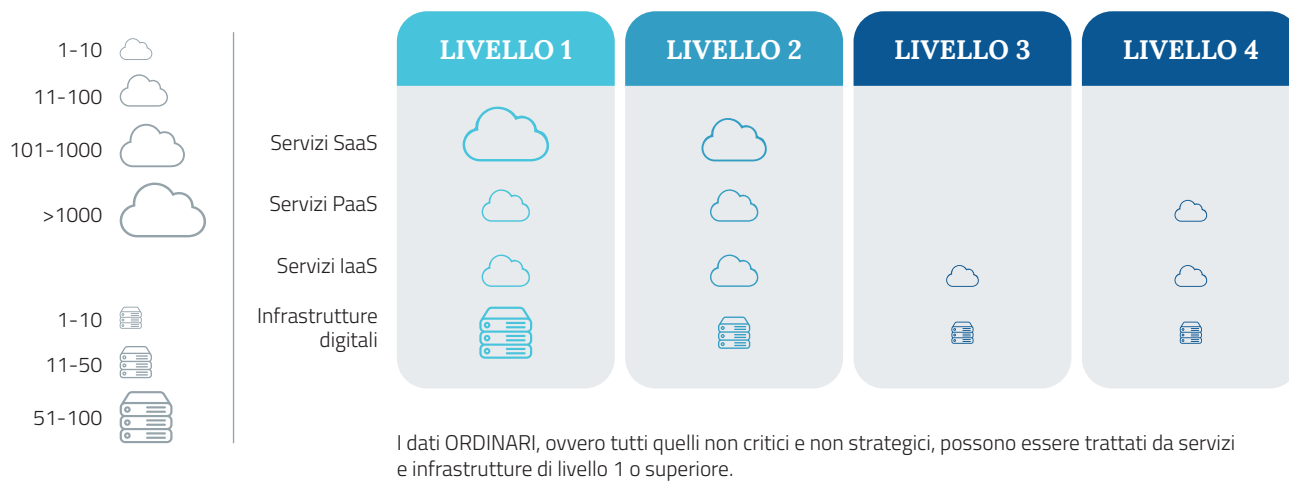 1-10
11-100
101-1000
>1000
1-10
11-50
51-100
LIVELLO 1
LIVELLO 2
LIVELLO 3
LIVELLO 4
Servizi SaaS
Servizi PaaS
Servizi IaaS
Infrastrutture
digitali
I dati ORDINARI, ovvero tutti quelli non critici e non strategici, possono essere trattati da servizi
e infrastrutture di livello 1 o superiore.